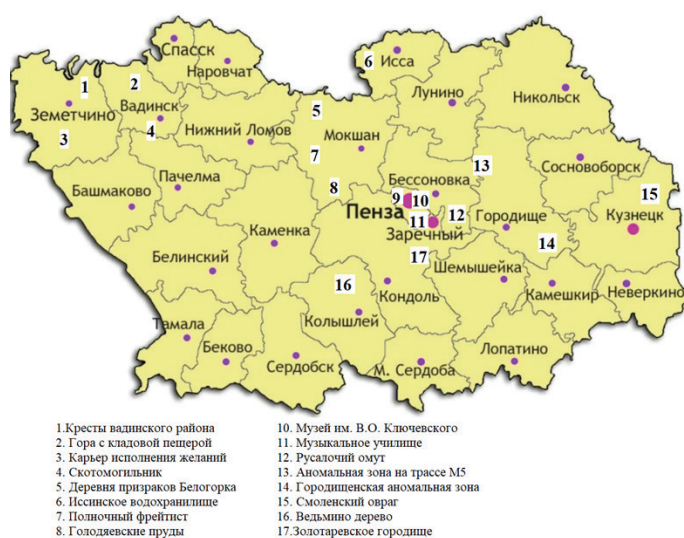 Спасск
Наровчат
6 Исса
1
2
Земетчино
Вадинск
5
Лунино
Никольск
3
4
Нижний Ломов
Мокшан
7
13
Сосновоборск
Башмаково
Пачелма
8
Бессоновка
15
9 10
Пенза
11
12
Городище
Кузнецк
Каменка
Заречный
14
Белинский
17
Шемышейка
16
Кондоль
Камешкир
Неверкино
Тамала
Колышлей
Беково
Сердобск
М. Сердоба
Лопатино
1.Кресты вадинского района
2. Гора с кладовой пещерой
3. Карьер исполнения желаний
4. Скотомогильник
5. Деревня призраков Белогорка
6. Иссинское водохранилище
7. Полночный фрейтист
8. Голодяевские пруды
10. Музей им. В.О. Ключевского
11. Музыкальное училище
12. Русалочий омут
13. Аномальная зона на трассе М5
14. Городищенская аномальная зона
15. Смоленский овраг
16. Ведьмино дерево
17.Золотаревское городище